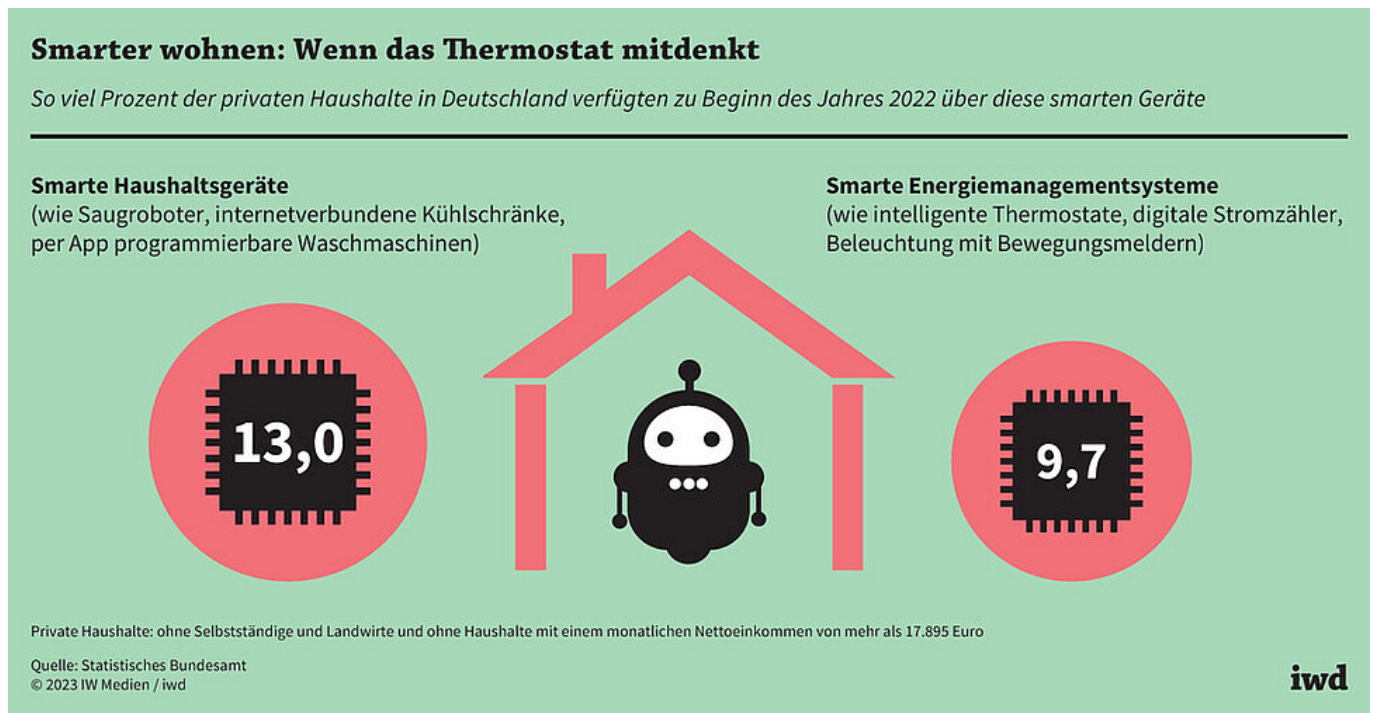 Smarter wohnen: Wenn das Thermostat mitdenkt
So viel Prozent der privaten Haushalte in Deutschland verfügten zu Beginn des Jahres 2022 über diese smarten Geräte
Smarte Haushaltsgeräte
(wie Saugroboter, internetverbundene Kühlschränke,
per App programmierbare Waschmaschinen)
Smarte Energiemanagementsysteme
(wie intelligente Thermostate, digitale Stromzähler,
Beleuchtung mit Bewegungsmeldern)
13,0
9,7
Private Haushalte: ohne Selbstständige und Landwirte und ohne Haushalte mit einem monatlichen Nettoeinkommen von mehr als 17.895 Euro
Quelle: Statistisches Bundesamt
© 2023 IW Medien / iwd
iwd